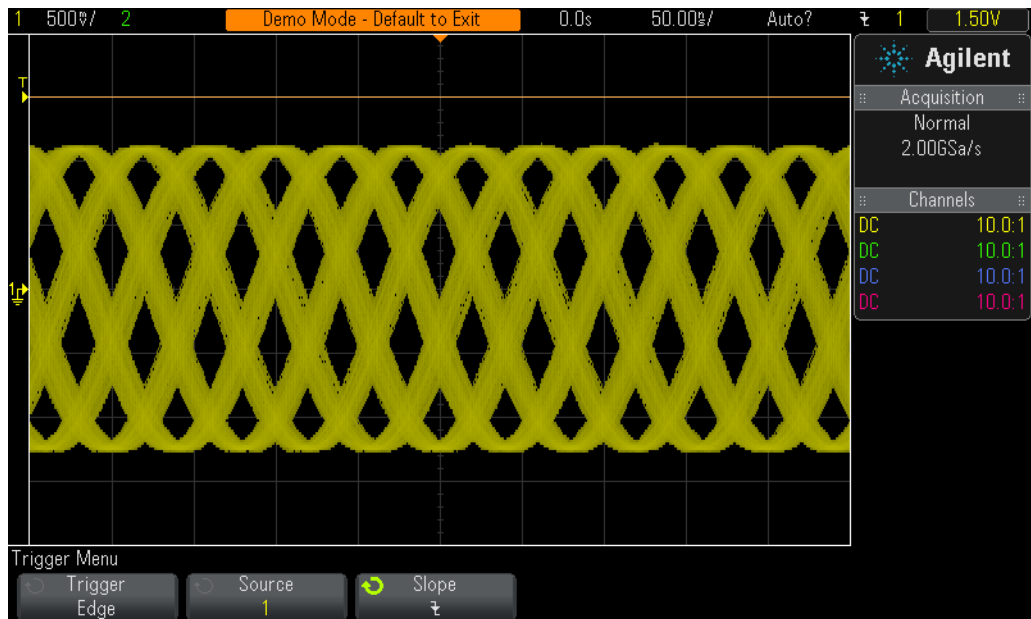 1 500mV/ 2 Demo Mode - Default to Exit 0.0s 50.00ns/ Auto? 1 1.50V
Agilent
T
Acquisition
Normal
2.00GSa/s
Channels
DC 10.0:1
DC 10.0:1
DC 10.0:1
DC 10.0:1
1
Trigger Menu
Trigger Source Slope
Edge 1